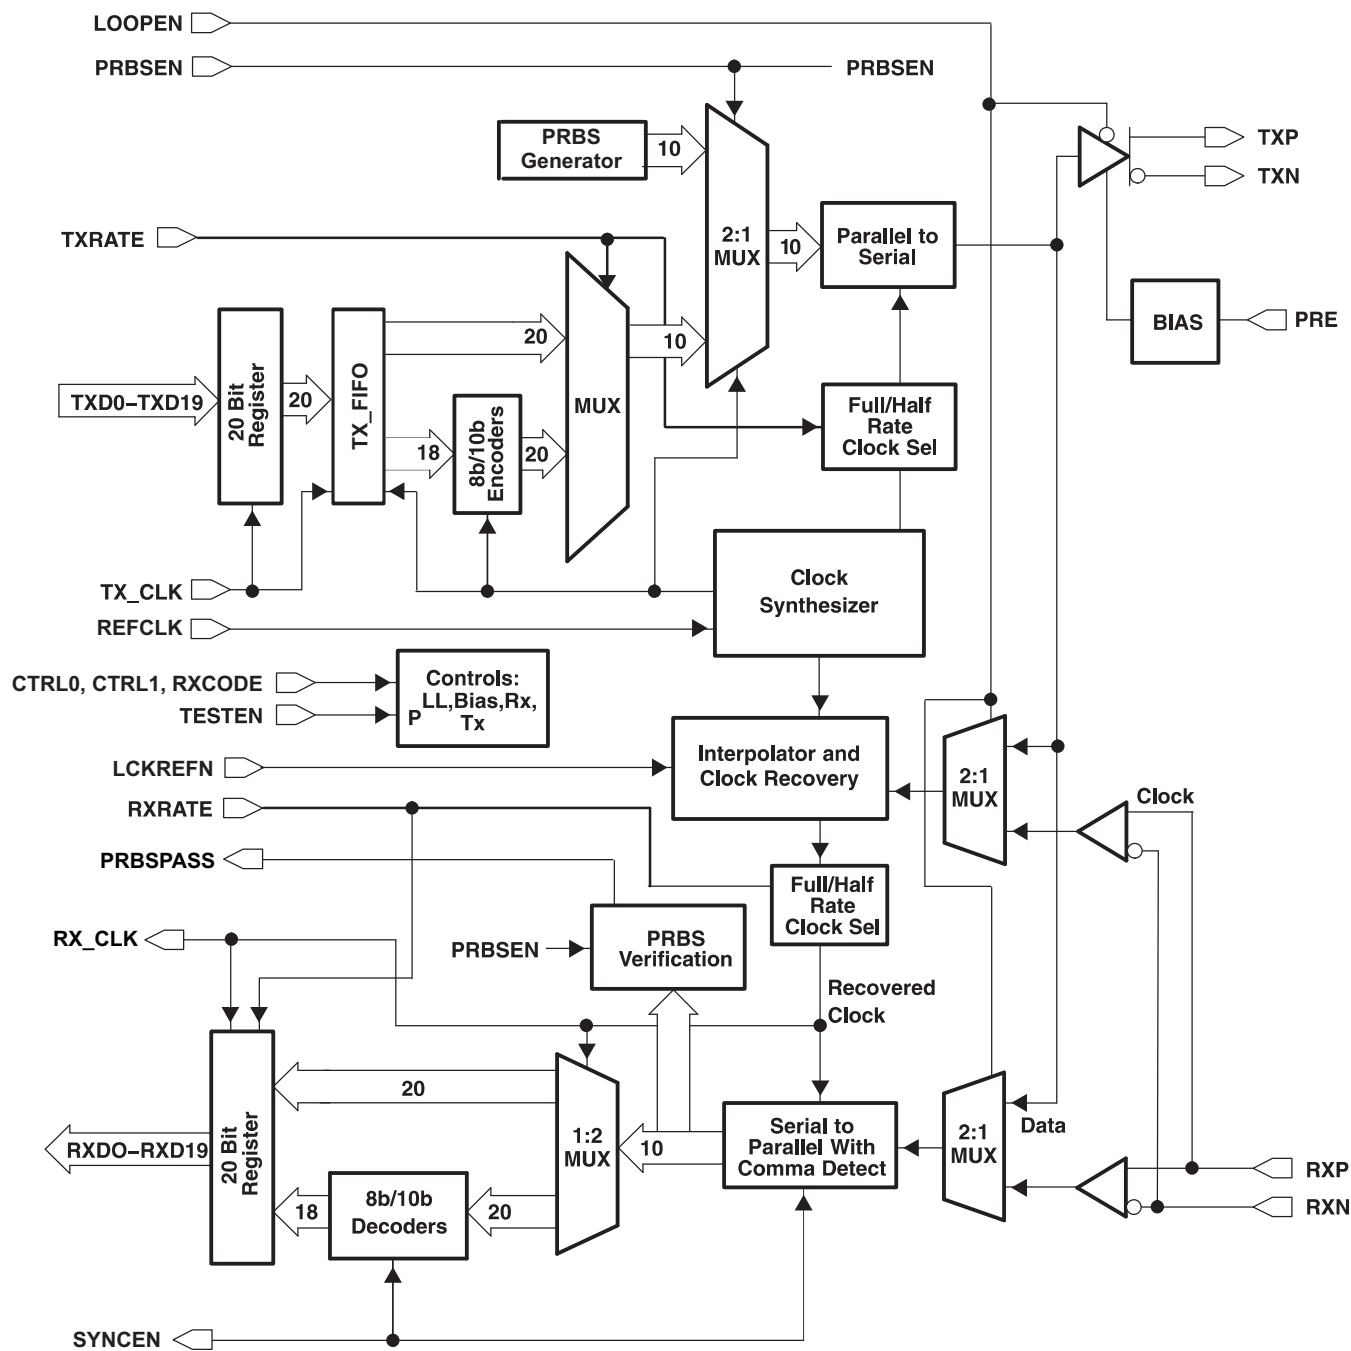 LOOPEN
PRBSEN
PRBSEN
PRBS
Generator
10
TXP
TXN
TXRATE
2:1
MUX
10
Parallel to
Serial
BIAS
PRE
20
10
TXD0–TXD19
20 Bit
Register
20
TX_FIFO
MUX
Full/Half
Rate
Clock Sel
18
8b/10b
Encoders
20
TX_CLK
Clock
Synthesizer
REFCLK
CTRL0, CTRL1, RXCODE
TESTEN
Controls:
LL,Bias,Rx,
P
Tx
LCKREFN
Interpolator and
Clock Recovery
2:1
MUX
Clock
RXRATE
PRBSPASS
Full/Half
Rate
Clock Sel
RX_CLK
PRBSEN
PRBS
Verification
Recovered
Clock
20
RXDO–RXD19
20 Bit
Register
1:2
MUX
10
Serial to
Parallel With
Comma Detect
2:1
MUX
Data
RXP
RXN
18
8b/10b
Decoders
20
SYNCEN